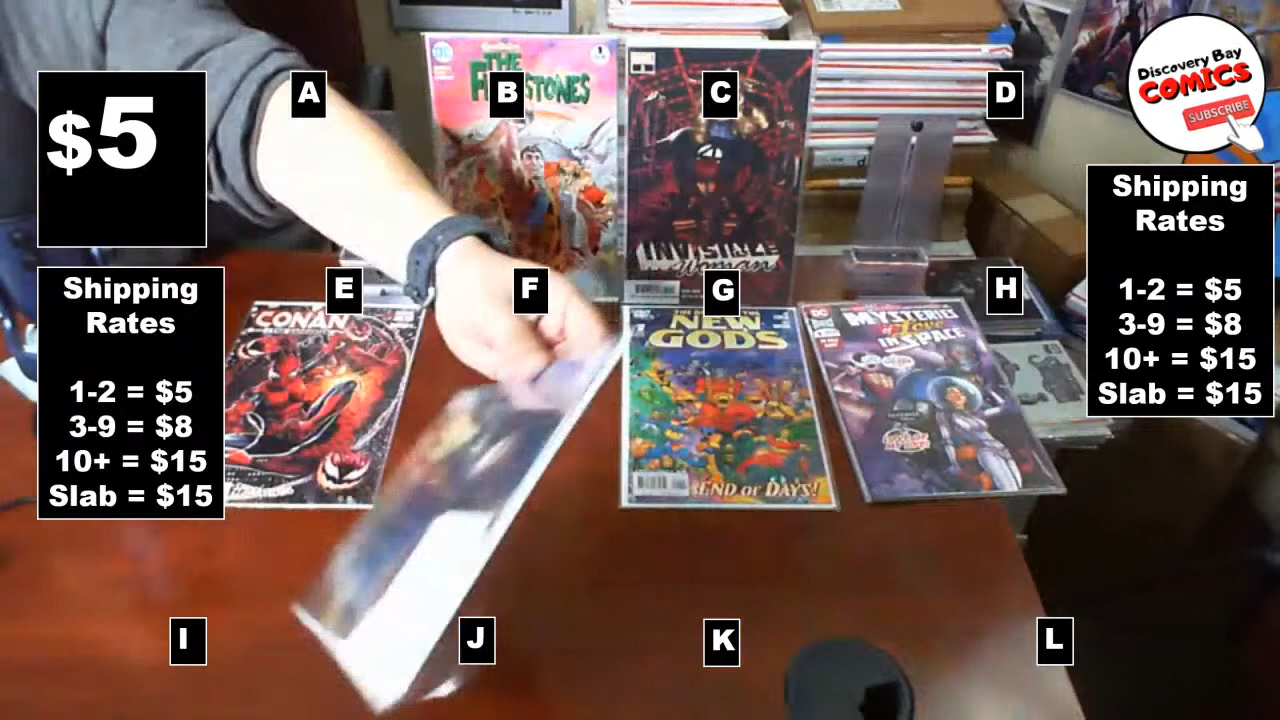 $5
A
B
C
D
Discovery Bay
COMICS
SUBSCRIBE
THE
FLINTSTONES
1
INVISIBLE
Woman
Shipping
Rates
1-2 = $5
3-9 = $8
10+ = $15
Slab = $15
Shipping
Rates
1-2 = $5
3-9 = $8
10+ = $15
Slab = $15
E
F
G
H
CONAN
NEW
GODS
END OF DAYS!
DC
MYSTERIES
of Love
IN SPACE
I
J
K
L